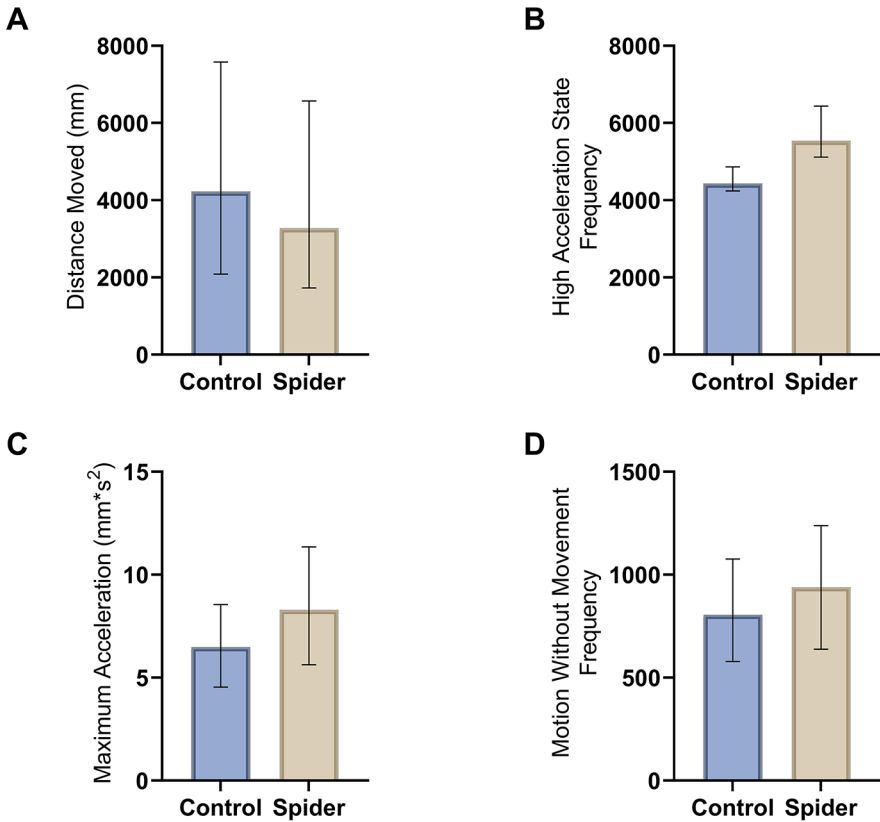 A
Distance Moved (mm)
8000
6000
4000
2000
0
Control Spider
B
High Acceleration State
Frequency
8000
6000
4000
2000
0
Control Spider
C
Maximum Acceleration (mm*s²)
15
10
5
0
Control Spider
D
Motion Without Movement
Frequency
1500
1000
500
0
Control Spider